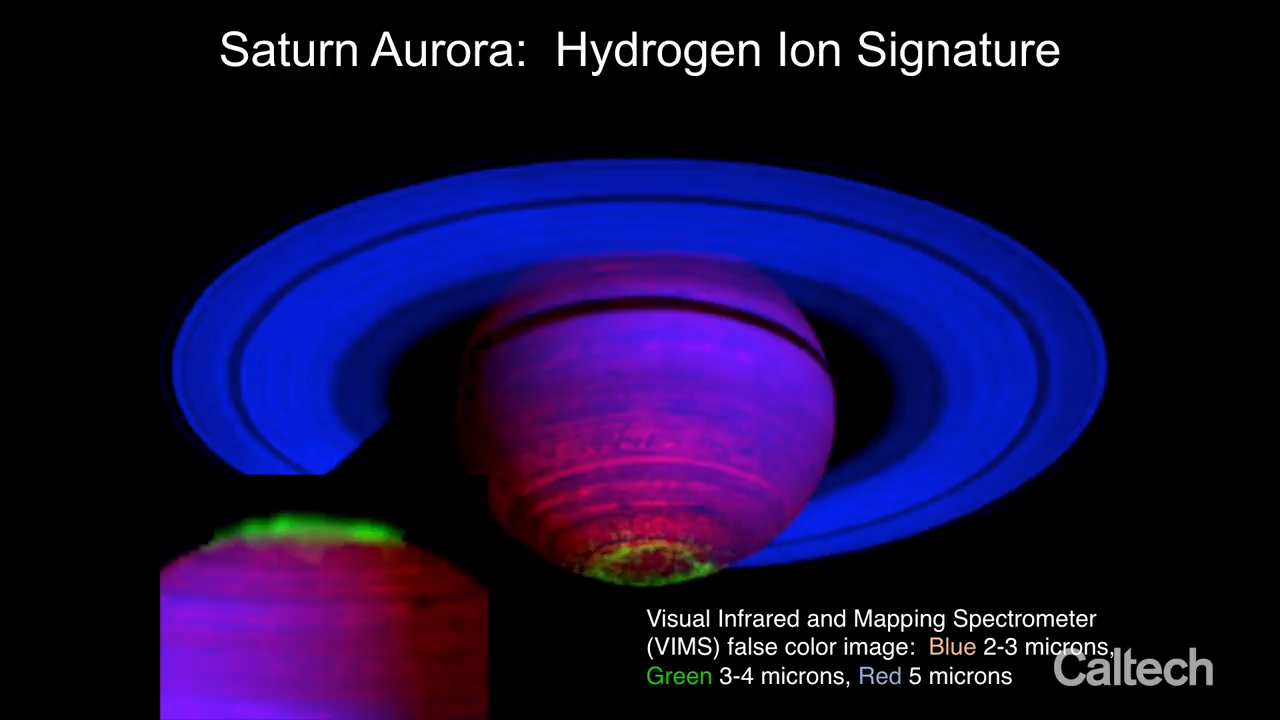 Saturn Aurora:  Hydrogen Ion Signature
Visual Infrared and Mapping Spectrometer
(VIMS) false color image:  Blue 2-3 microns,
Green 3-4 microns, Red 5 microns
Caltech